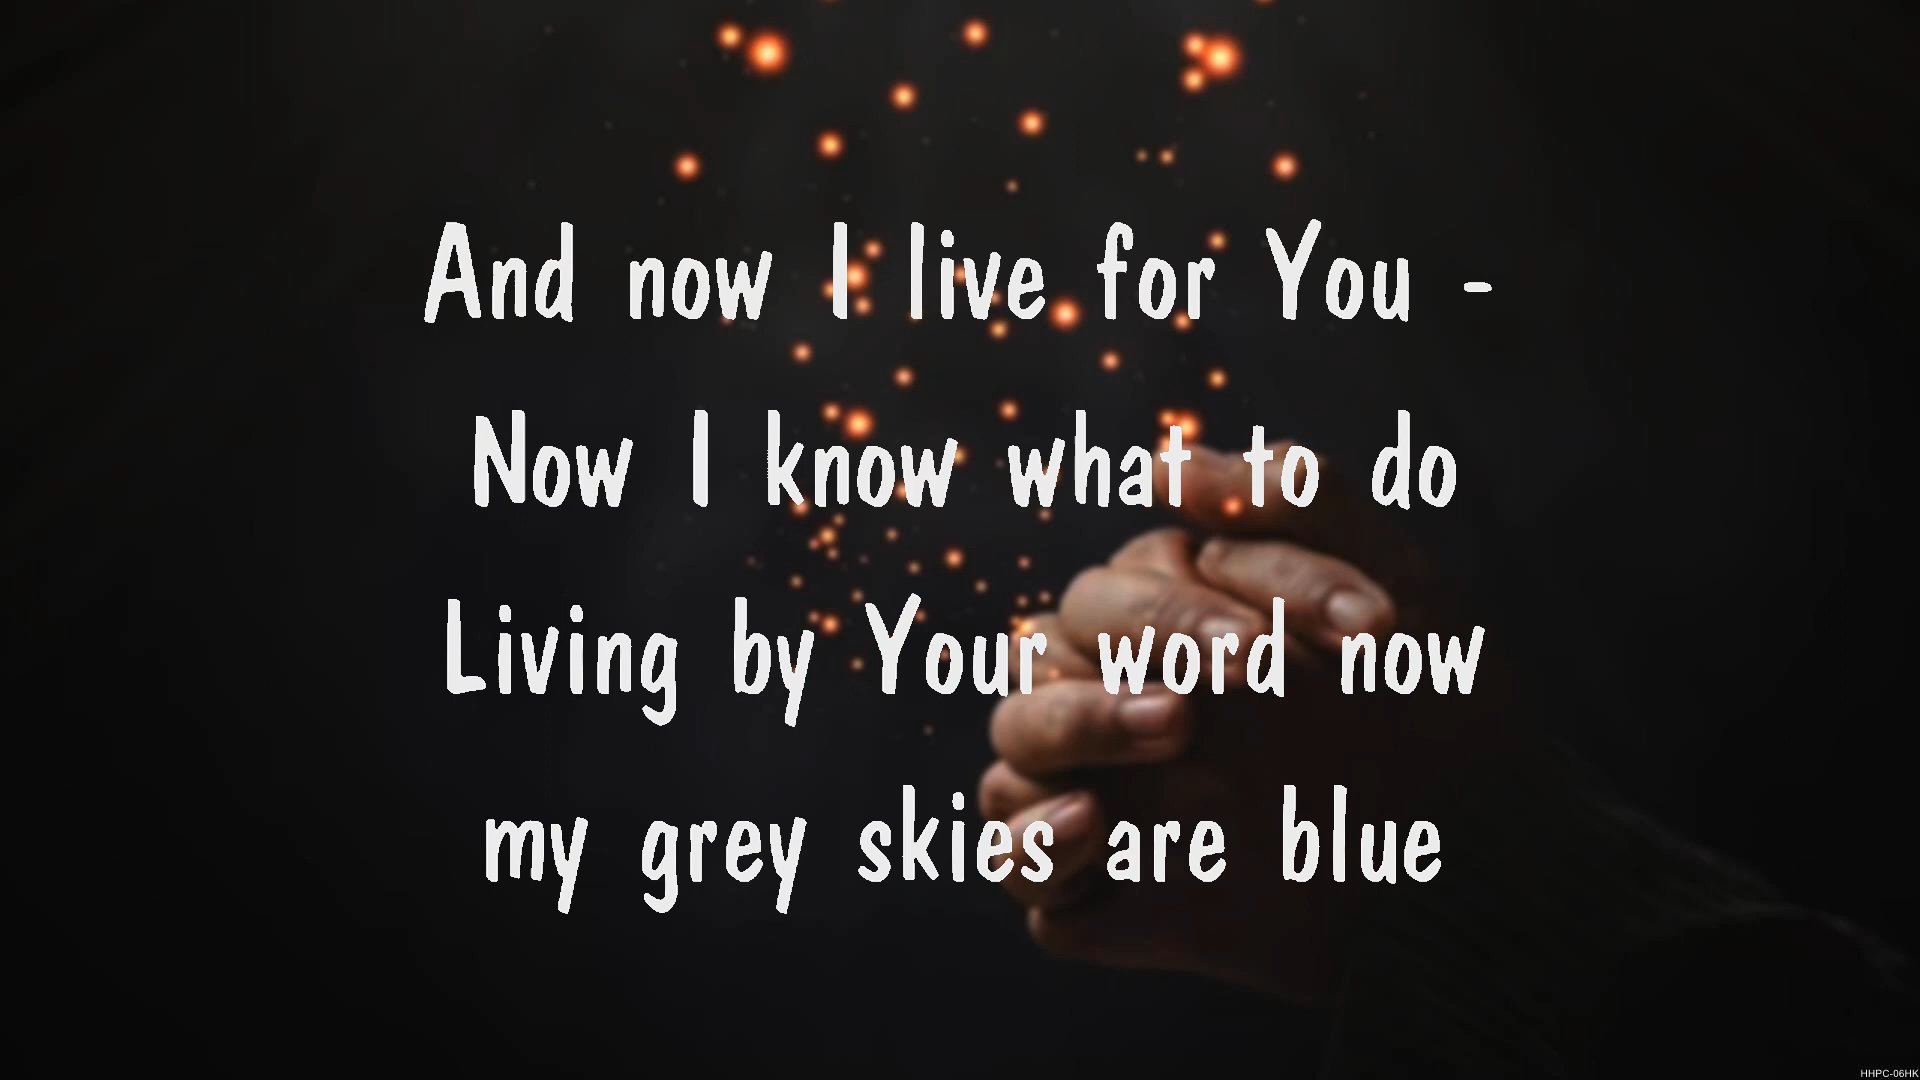 And now I live for You -
Now I know what to do
Living by Your word now
my grey skies are blue
HHPC-06HK